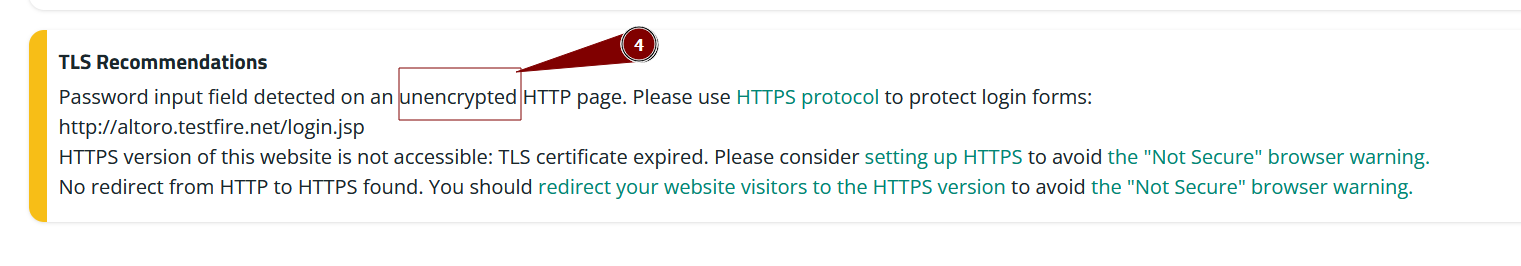 4
TLS Recommendations
Password input field detected on an unencrypted HTTP page. Please use HTTPS protocol to protect login forms:
http://altoro.testfire.net/login.jsp
HTTPS version of this website is not accessible: TLS certificate expired. Please consider setting up HTTPS to avoid the "Not Secure" browser warning.
No redirect from HTTP to HTTPS found. You should redirect your website visitors to the HTTPS version to avoid the "Not Secure" browser warning.